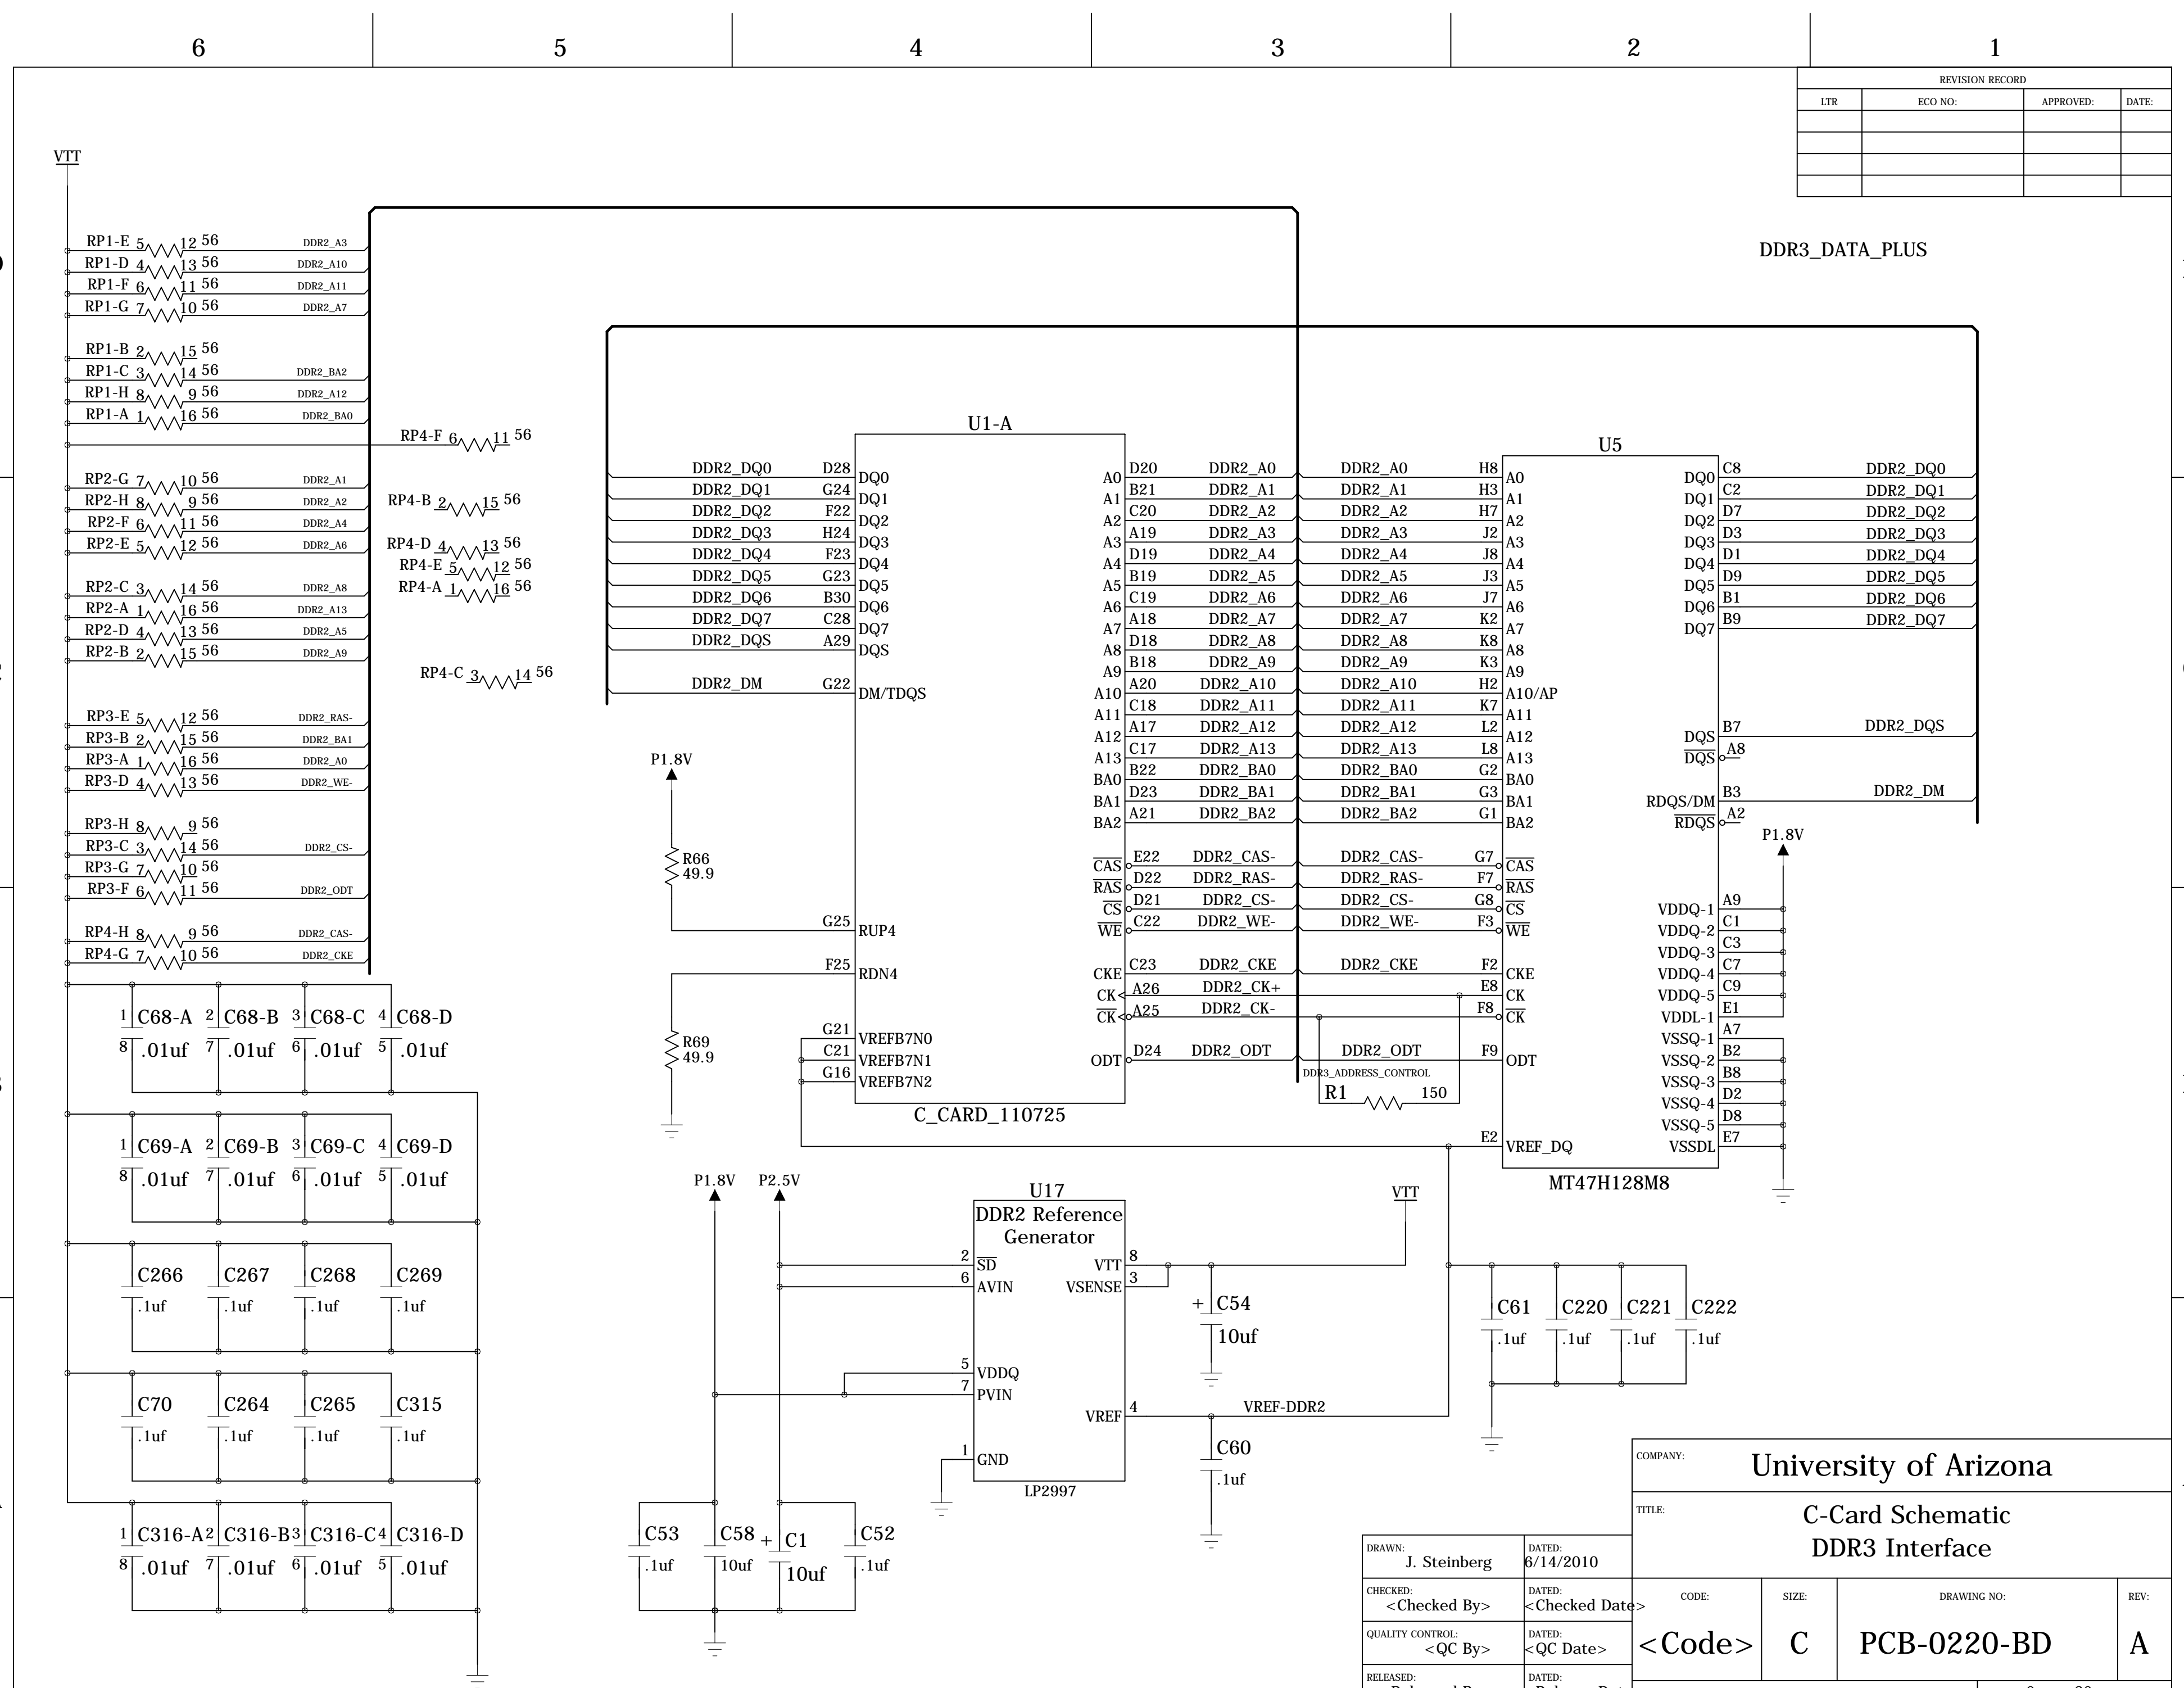 6 5 4 3 2 1
REVISION RECORD
LTR ECO NO: APPROVED: DATE:
VTT
DDR3_DATA_PLUS
RP1-E 5 12 56 DDR2_A3
RP1-D 4 13 56 DDR2_A10
RP1-F 6 11 56 DDR2_A11
RP1-G 7 10 56 DDR2_A7
RP1-B 2 15 56
RP1-C 3 14 56 DDR2_BA2
RP1-H 8 9 56 DDR2_A12
RP1-A 1 16 56 DDR2_BA0
RP4-F 6 11 56
RP2-G 7 10 56 DDR2_A1
RP2-H 8 9 56 DDR2_A2
RP2-F 6 11 56 DDR2_A4
RP2-E 5 12 56 DDR2_A6
RP2-C 3 14 56 DDR2_A8
RP2-A 1 16 56 DDR2_A13
RP2-D 4 13 56 DDR2_A5
RP2-B 2 15 56 DDR2_A9
RP4-B 2 15 56
RP4-D 4 13 56
RP4-E 5 12 56
RP4-A 1 16 56
RP4-C 3 14 56
RP3-E 5 12 56 DDR2_RAS-
RP3-B 2 15 56 DDR2_BA1
RP3-A 1 16 56 DDR2_A0
RP3-D 4 13 56 DDR2_WE-
RP3-H 8 9 56
RP3-C 3 14 56 DDR2_CS-
RP3-G 7 10 56
RP3-F 6 11 56 DDR2_ODT
RP4-H 8 9 56 DDR2_CAS-
RP4-G 7 10 56 DDR2_CKE
1 C68-A 2 C68-B 3 C68-C 4 C68-D
8 .01uf 7 .01uf 6 .01uf 5 .01uf
1 C69-A 2 C69-B 3 C69-C 4 C69-D
8 .01uf 7 .01uf 6 .01uf 5 .01uf
C266 C267 C268 C269
.1uf .1uf .1uf .1uf
C70 C264 C265 C315
.1uf .1uf .1uf .1uf
1 C316-A 2 C316-B 3 C316-C 4 C316-D
8 .01uf 7 .01uf 6 .01uf 5 .01uf
U1-A
DDR2_DQ0 D28 DQ0
DDR2_DQ1 G24 DQ1
DDR2_DQ2 F22 DQ2
DDR2_DQ3 H24 DQ3
DDR2_DQ4 F23 DQ4
DDR2_DQ5 G23 DQ5
DDR2_DQ6 B30 DQ6
DDR2_DQ7 C28 DQ7
DDR2_DQS A29 DQS
DDR2_DM G22 DM/TDQS
P1.8V
R66
49.9
G25 RUP4
F25 RDN4
R69
49.9
G21 VREFB7N0
C21 VREFB7N1
G16 VREFB7N2
C_CARD_110725
U5
A0 D20 DDR2_A0 DDR2_A0 H8 A0
A1 B21 DDR2_A1 DDR2_A1 H3 A1
A2 C20 DDR2_A2 DDR2_A2 H7 A2
A3 A19 DDR2_A3 DDR2_A3 J2 A3
A4 D19 DDR2_A4 DDR2_A4 J8 A4
A5 B19 DDR2_A5 DDR2_A5 J3 A5
A6 C19 DDR2_A6 DDR2_A6 J7 A6
A7 A18 DDR2_A7 DDR2_A7 K2 A7
A8 D18 DDR2_A8 DDR2_A8 K8 A8
A9 B18 DDR2_A9 DDR2_A9 K3 A9
A10 A20 DDR2_A10 DDR2_A10 H2 A10/AP
A11 C18 DDR2_A11 DDR2_A11 K7 A11
A12 A17 DDR2_A12 DDR2_A12 L2 A12
A13 C17 DDR2_A13 DDR2_A13 L8 A13
BA0 B22 DDR2_BA0 DDR2_BA0 G2 BA0
BA1 D23 DDR2_BA1 DDR2_BA1 G3 BA1
BA2 A21 DDR2_BA2 DDR2_BA2 G1 BA2
CAS E22 DDR2_CAS- DDR2_CAS- G7 CAS
RAS D22 DDR2_RAS- DDR2_RAS- F7 RAS
CS D21 DDR2_CS- DDR2_CS- G8 CS
WE C22 DDR2_WE- DDR2_WE- F3 WE
CKE C23 DDR2_CKE DDR2_CKE F2 CKE
CK A26 DDR2_CK+ E8 CK
CK A25 DDR2_CK- F8 CK
ODT D24 DDR2_ODT DDR2_ODT F9 ODT
DDR3_ADDRESS_CONTROL
R1 150
E2 VREF_DQ
DQ0 C8 DDR2_DQ0
DQ1 C2 DDR2_DQ1
DQ2 D7 DDR2_DQ2
DQ3 D3 DDR2_DQ3
DQ4 D1 DDR2_DQ4
DQ5 D9 DDR2_DQ5
DQ6 B1 DDR2_DQ6
DQ7 B9 DDR2_DQ7
DQS B7 DDR2_DQS
DQS A8
RDQS/DM B3 DDR2_DM
RDQS A2
P1.8V
VDDQ-1 A9
VDDQ-2 C1
VDDQ-3 C3
VDDQ-4 C7
VDDQ-5 C9
VDDL-1 E1
VSSQ-1 A7
VSSQ-2 B2
VSSQ-3 B8
VSSQ-4 D2
VSSQ-5 D8
VSSDL E7
MT47H128M8
P1.8V P2.5V
U17
DDR2 Reference
Generator
VTT
2 SD VTT 8
6 AVIN VSENSE 3
5 VDDQ
7 PVIN
VREF 4 VREF-DDR2
1 GND
LP2997
+ C54
10uf
C60
.1uf
C61 C220 C221 C222
.1uf .1uf .1uf .1uf
C53 C58 + C1 C52
.1uf 10uf 10uf .1uf
COMPANY: University of Arizona
TITLE: C-Card Schematic
DDR3 Interface
DRAWN: J. Steinberg DATED: 6/14/2010
CHECKED: <Checked By> DATED: <Checked Date>
QUALITY CONTROL: <QC By> DATED: <QC Date>
RELEASED: DATED:
CODE: <Code> SIZE: C DRAWING NO: PCB-0220-BD REV: A